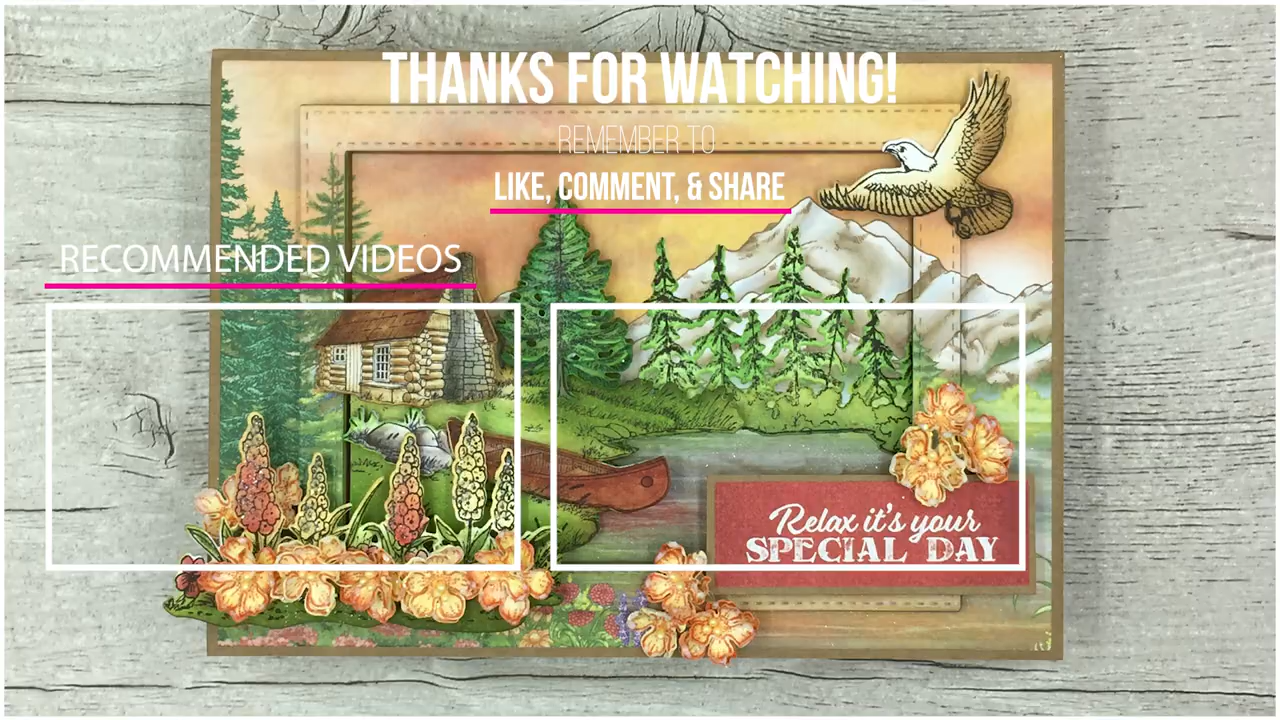 THANKS FOR WATCHING!
REMEMBER TO
LIKE, COMMENT, & SHARE
RECOMMENDED VIDEOS
Relax it's your
SPECIAL DAY